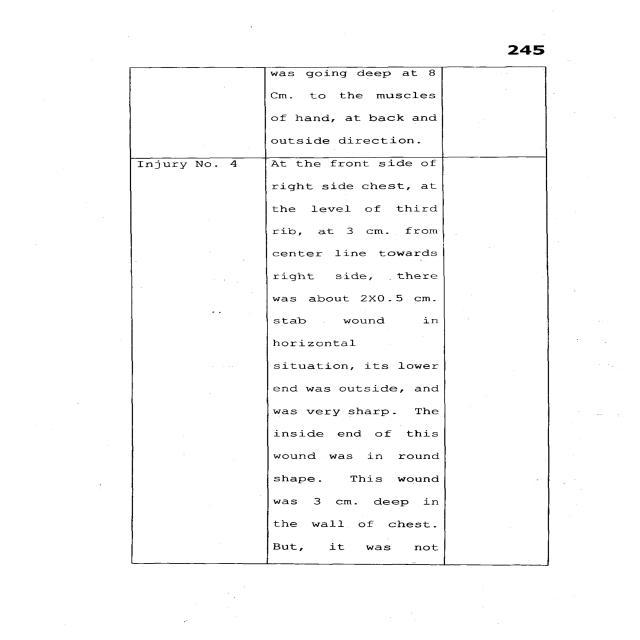 245
was going deep at 8
Cm. to the muscles
of hand, at back and
outside direction.
Injury No. 4
At the front side of
right side chest, at
the level of third
rib, at 3 cm. from
center line towards
right side, there
was about 2X0.5 cm.
stab wound in
horizontal
situation, its lower
end was outside, and
was very sharp. The
inside end of this
wound was in round
shape. This wound
was 3 cm. deep in
the wall of chest.
But, it was not